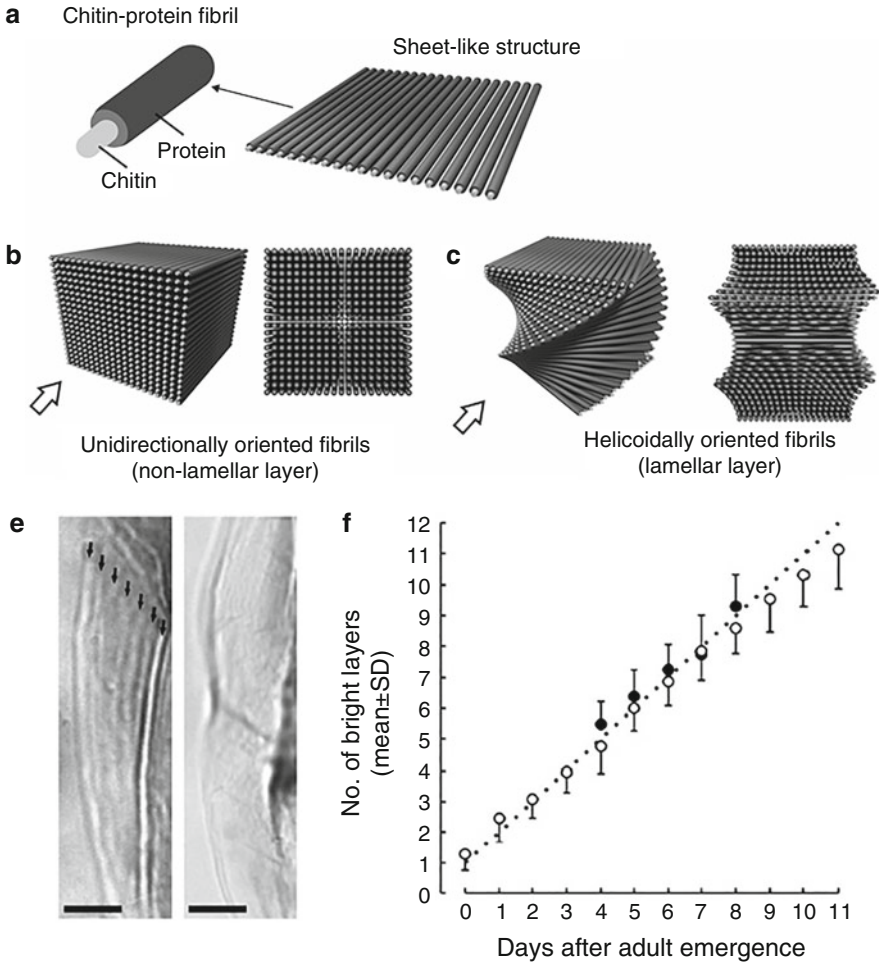 a
Chitin-protein fibril
Sheet-like structure
Protein
Chitin
b
c
Unidirectionally oriented fibrils
(non-lamellar layer)
Helicoidally oriented fibrils
(lamellar layer)
e
f
No. of bright layers
(mean±SD)
12
11
10
9
8
7
6
5
4
3
2
1
0
0 1 2 3 4 5 6 7 8 9 10 11
Days after adult emergence